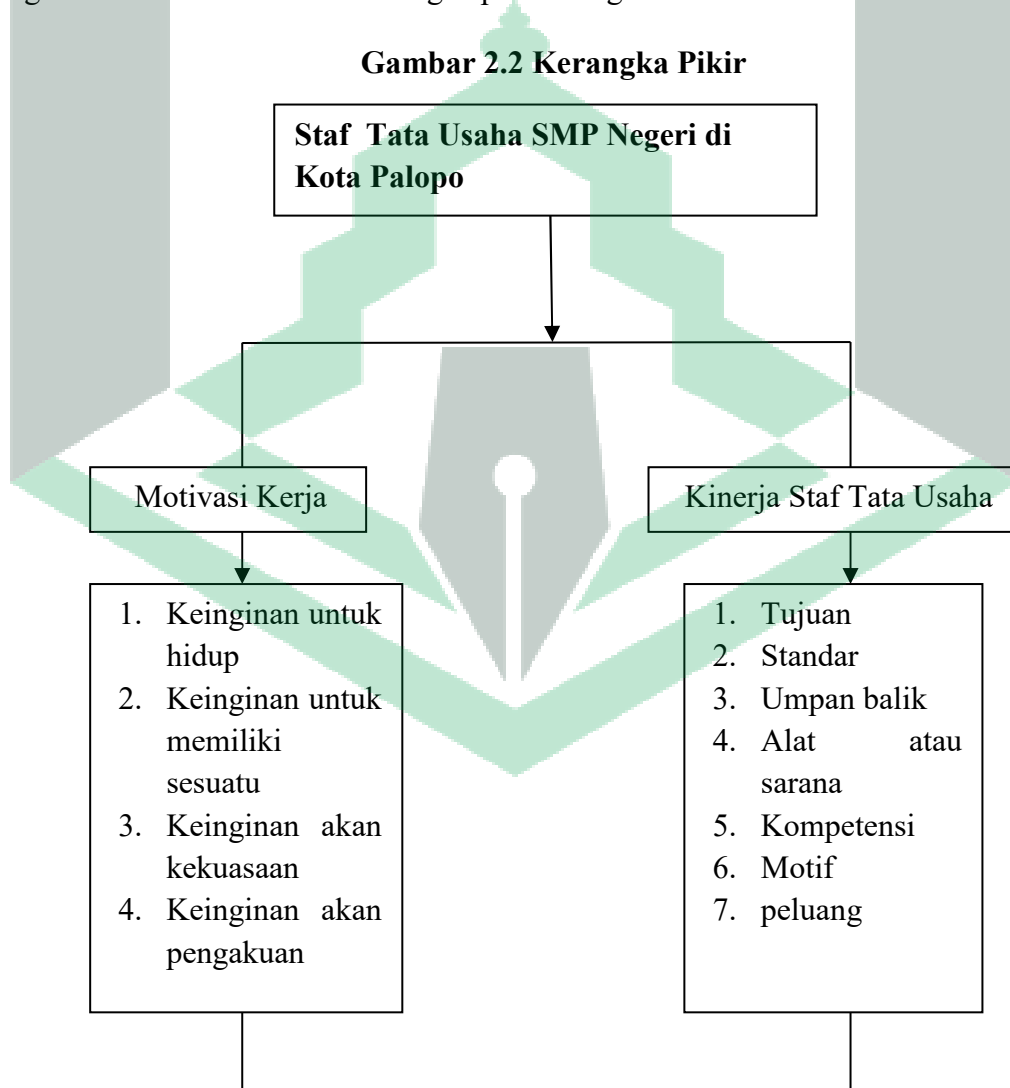 Gambar 2.2 Kerangka Pikir
Staf Tata Usaha SMP Negeri di
Kota Palopo
Motivasi Kerja
Kinerja Staf Tata Usaha
1. Keinginan untuk
hidup
2. Keinginan untuk
memiliki
sesuatu
3. Keinginan akan
kekuasaan
4. Keinginan akan
pengakuan
1. Tujuan
2. Standar
3. Umpan balik
4. Alat atau
sarana
5. Kompetensi
6. Motif
7. peluang